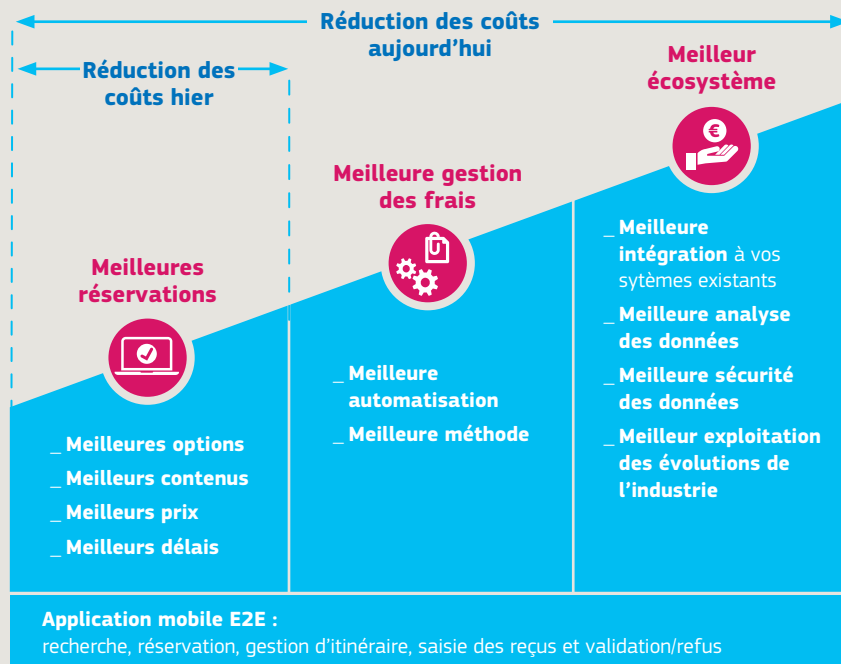 Réduction des coûts
aujourd'hui
Réduction des
coûts hier
Meilleures
réservations
_ Meilleures options
_ Meilleurs contenus
_ Meilleurs prix
_ Meilleurs délais
Meilleure gestion
des frais
_ Meilleure
automatisation
_ Meilleure méthode
Meilleur
écosystème
€
_ Meilleure
intégration à vos
sytèmes existants
_ Meilleure analyse
des données
_ Meilleure sécurité
des données
_ Meilleur exploitation
des évolutions de
l'industrie
Application mobile E2E :
recherche, réservation, gestion d'itinéraire, saisie des reçus et validation/refus